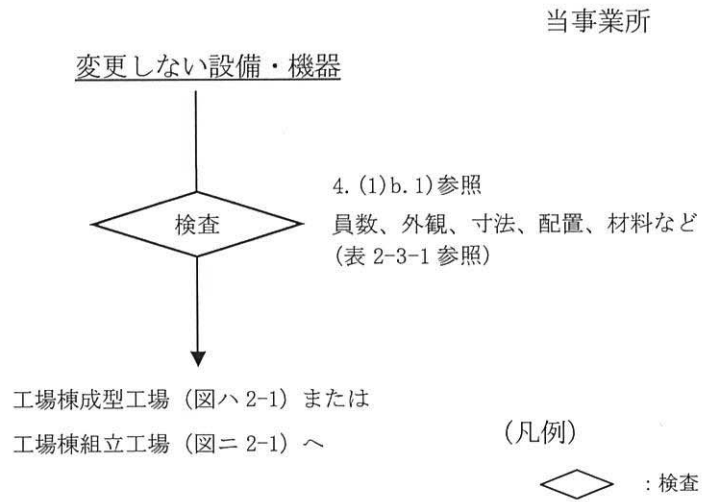 当事業所
変更しない設備・機器
4.(1)b.1)参照
検査
員数、外観、寸法、配置、材料など
(表 2-3-1 参照)
工場棟成型工場（図ハ 2-1）または
工場棟組立工場（図ニ 2-1）へ
（凡例）
：検査